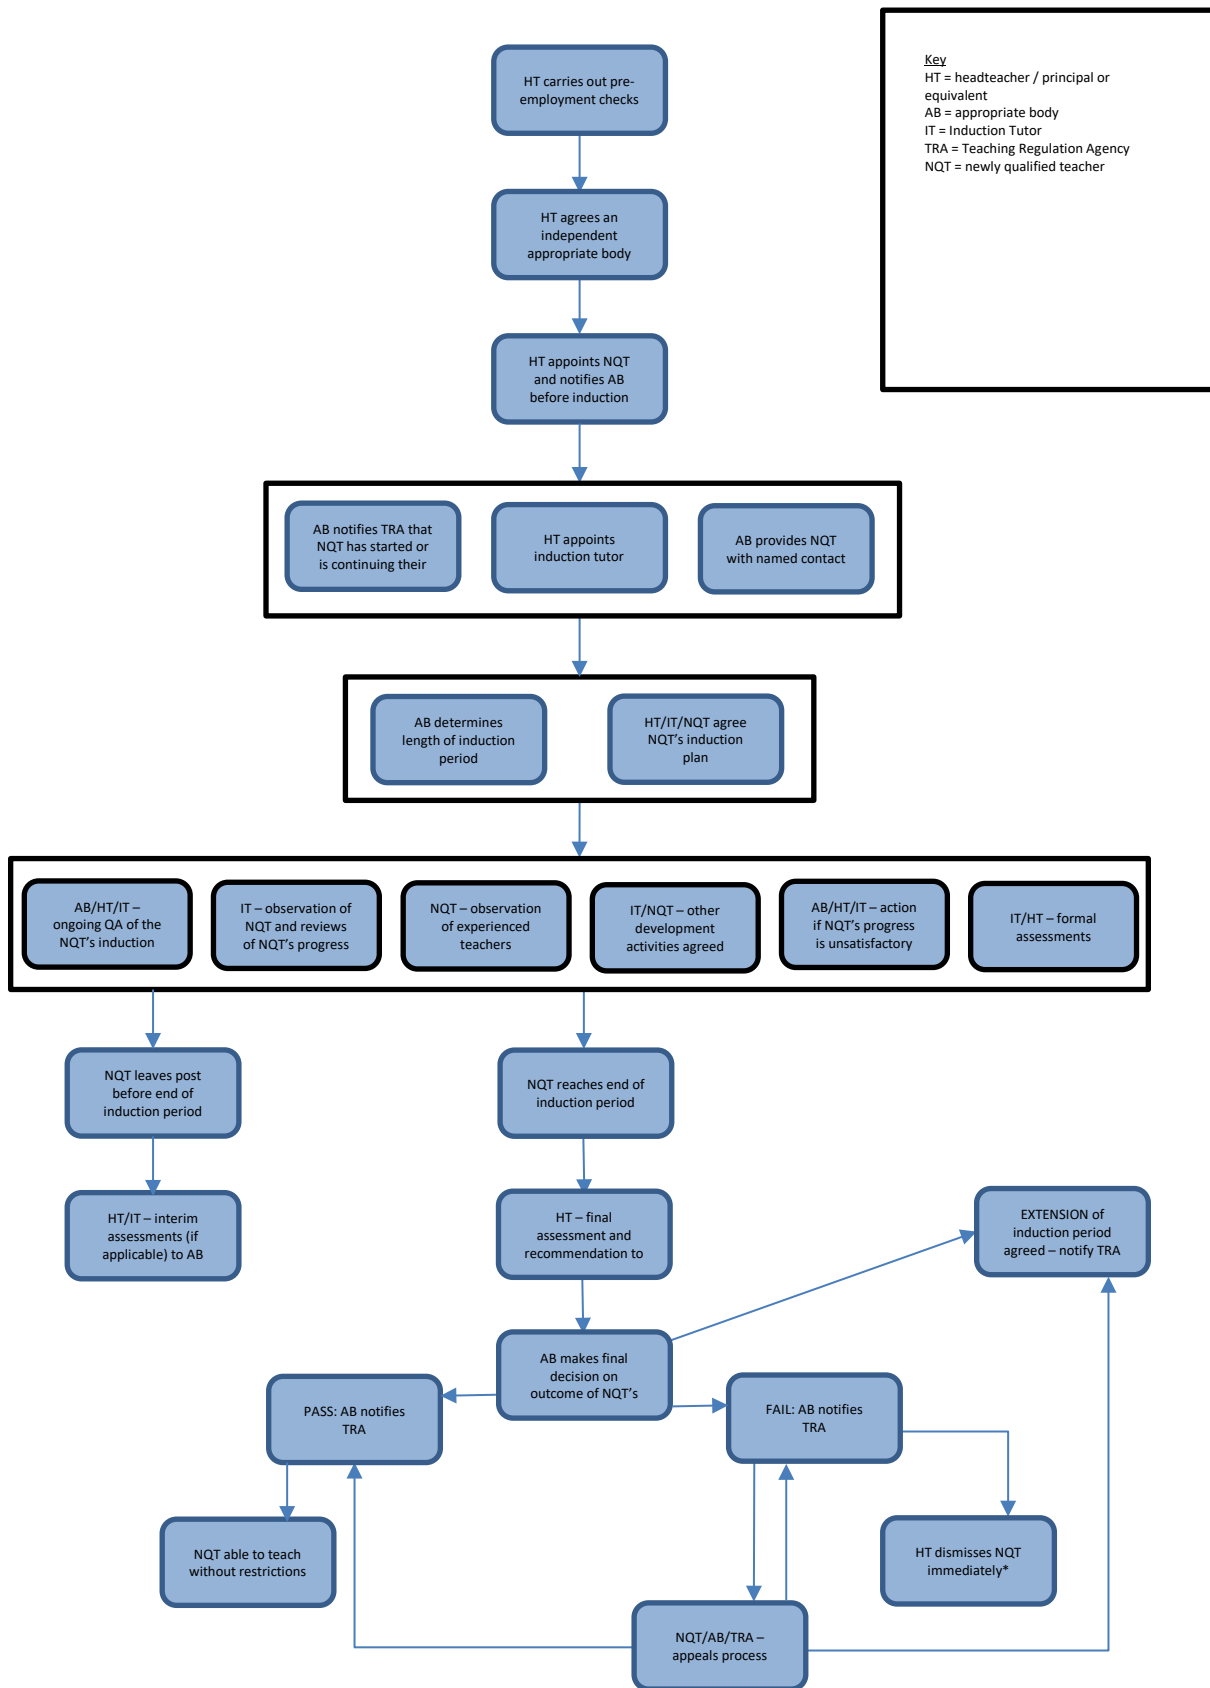 HT carries out pre-
employment checks
Key
HT = headteacher / principal or
equivalent
AB = appropriate body
IT = Induction Tutor
TRA = Teaching Regulation Agency
NQT = newly qualified teacher
HT agrees an
independent
appropriate body
HT appoints NQT
and notifies AB
before induction
AB notifies TRA that
NQT has started or
is continuing their
HT appoints
induction tutor
AB provides NQT
with named contact
AB determines
length of induction
period
HT/IT/NQT agree
NQT's induction
plan
AB/HT/IT –
ongoing QA of the
NQT's induction
IT – observation of
NQT and reviews
of NQT's progress
NQT – observation
of experienced
teachers
IT/NQT – other
development
activities agreed
AB/HT/IT – action
if NQT's progress
is unsatisfactory
IT/HT – formal
assessments
NQT leaves post
before end of
induction period
NQT reaches end of
induction period
HT/IT – interim
assessments (if
applicable) to AB
HT – final
assessment and
recommendation to
EXTENSION of
induction period
agreed – notify TRA
AB makes final
decision on
outcome of NQT's
PASS: AB notifies
TRA
FAIL: AB notifies
TRA
NQT able to teach
without restrictions
HT dismisses NQT
immediately*
NQT/AB/TRA –
appeals process